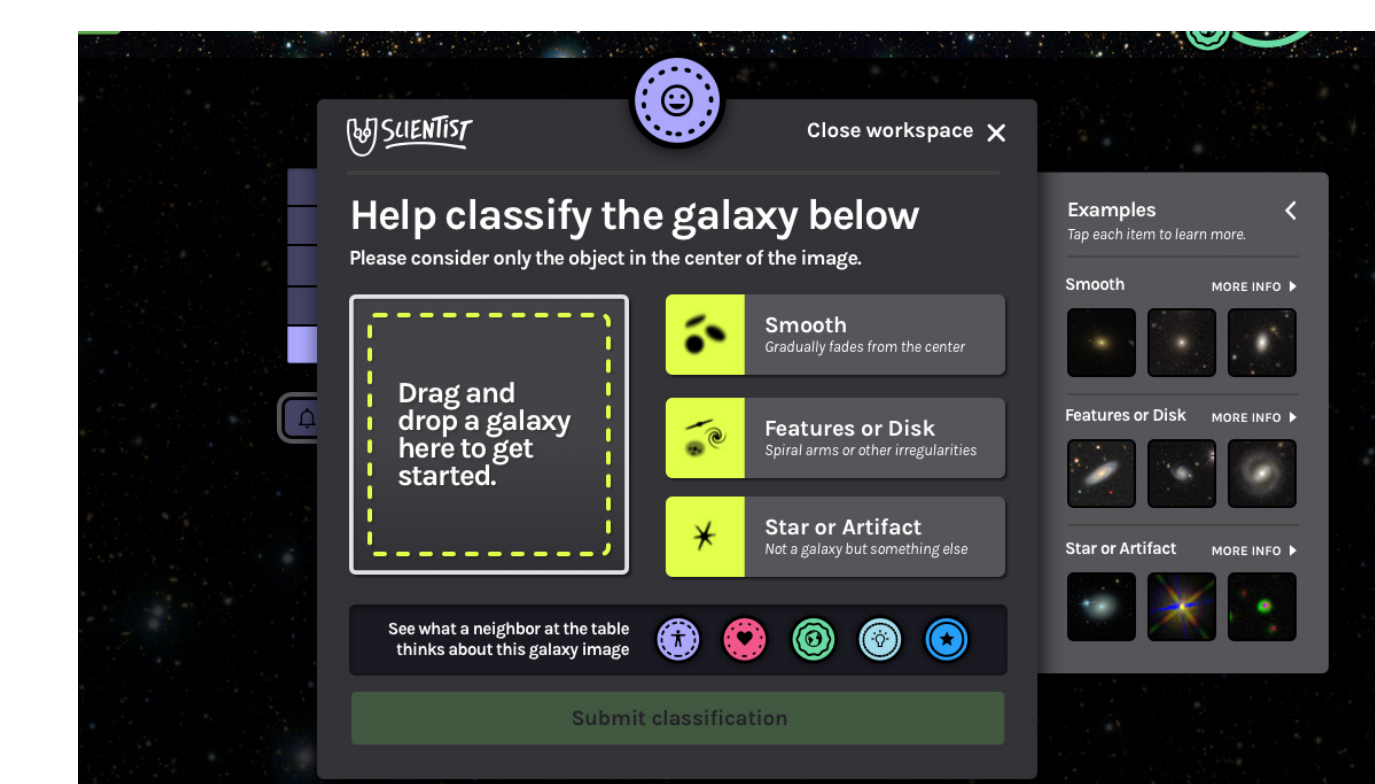 SCIENTIST
Close workspace
Help classify the galaxy below
Please consider only the object in the center of the image.
Drag and
drop a galaxy
here to get
started.
Smooth
Gradually fades from the center
Features or Disk
Spiral arms or other irregularities
Star or Artifact
Not a galaxy but something else
See what a neighbor at the table
thinks about this galaxy image
Submit classification
Examples
Tap each item to learn more.
Smooth
MORE INFO
Features or Disk
MORE INFO
Star or Artifact
MORE INFO